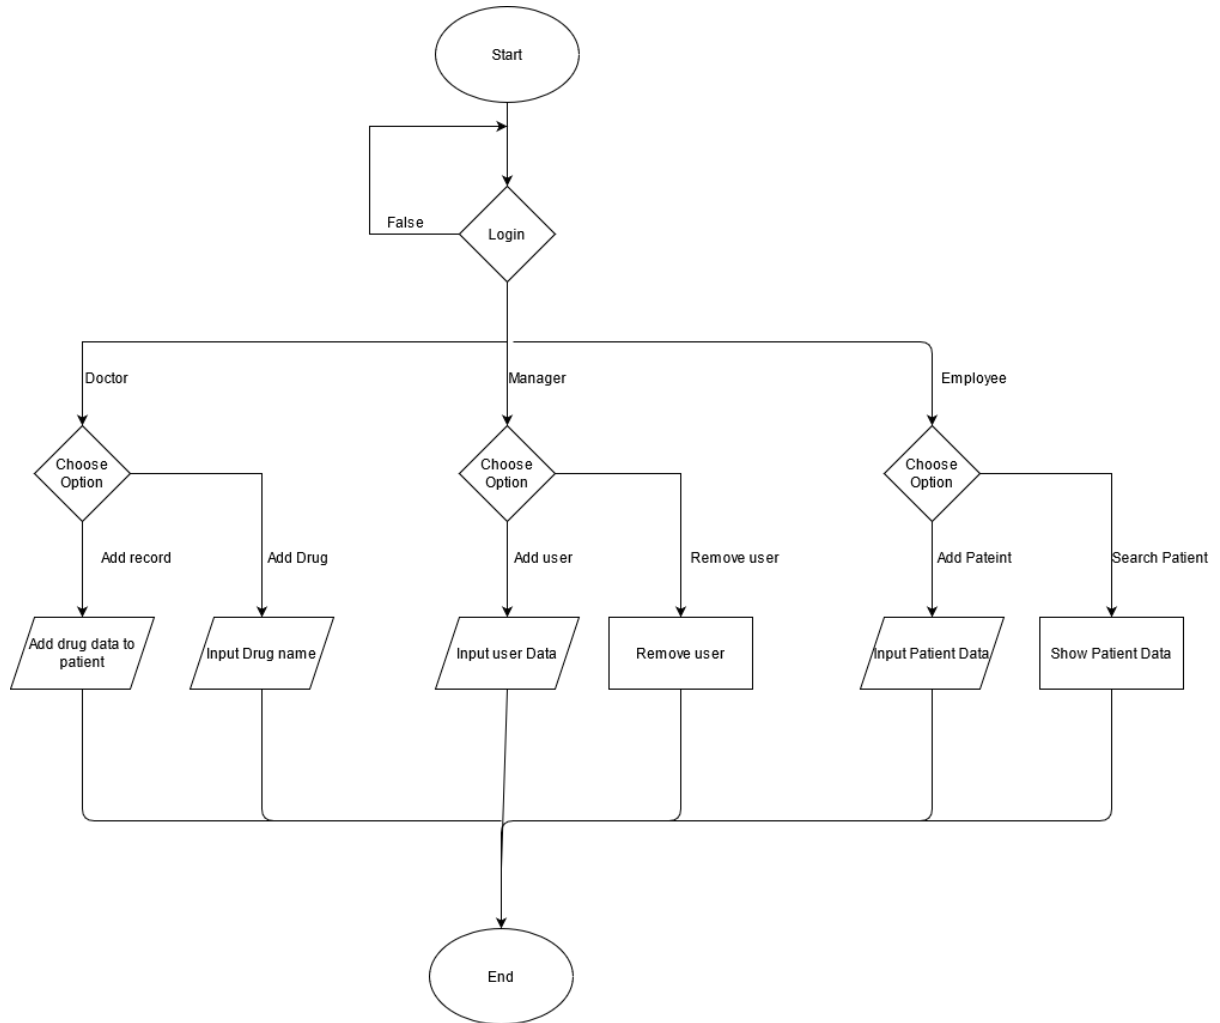 Start
False
Login
Doctor
Manager
Employee
Choose
Option
Choose
Option
Choose
Option
Add record
Add Drug
Add user
Remove user
Add Pateint
Search Patient
Add drug data to
patient
Input Drug name
Input user Data
Remove user
Input Patient Data
Show Patient Data
End